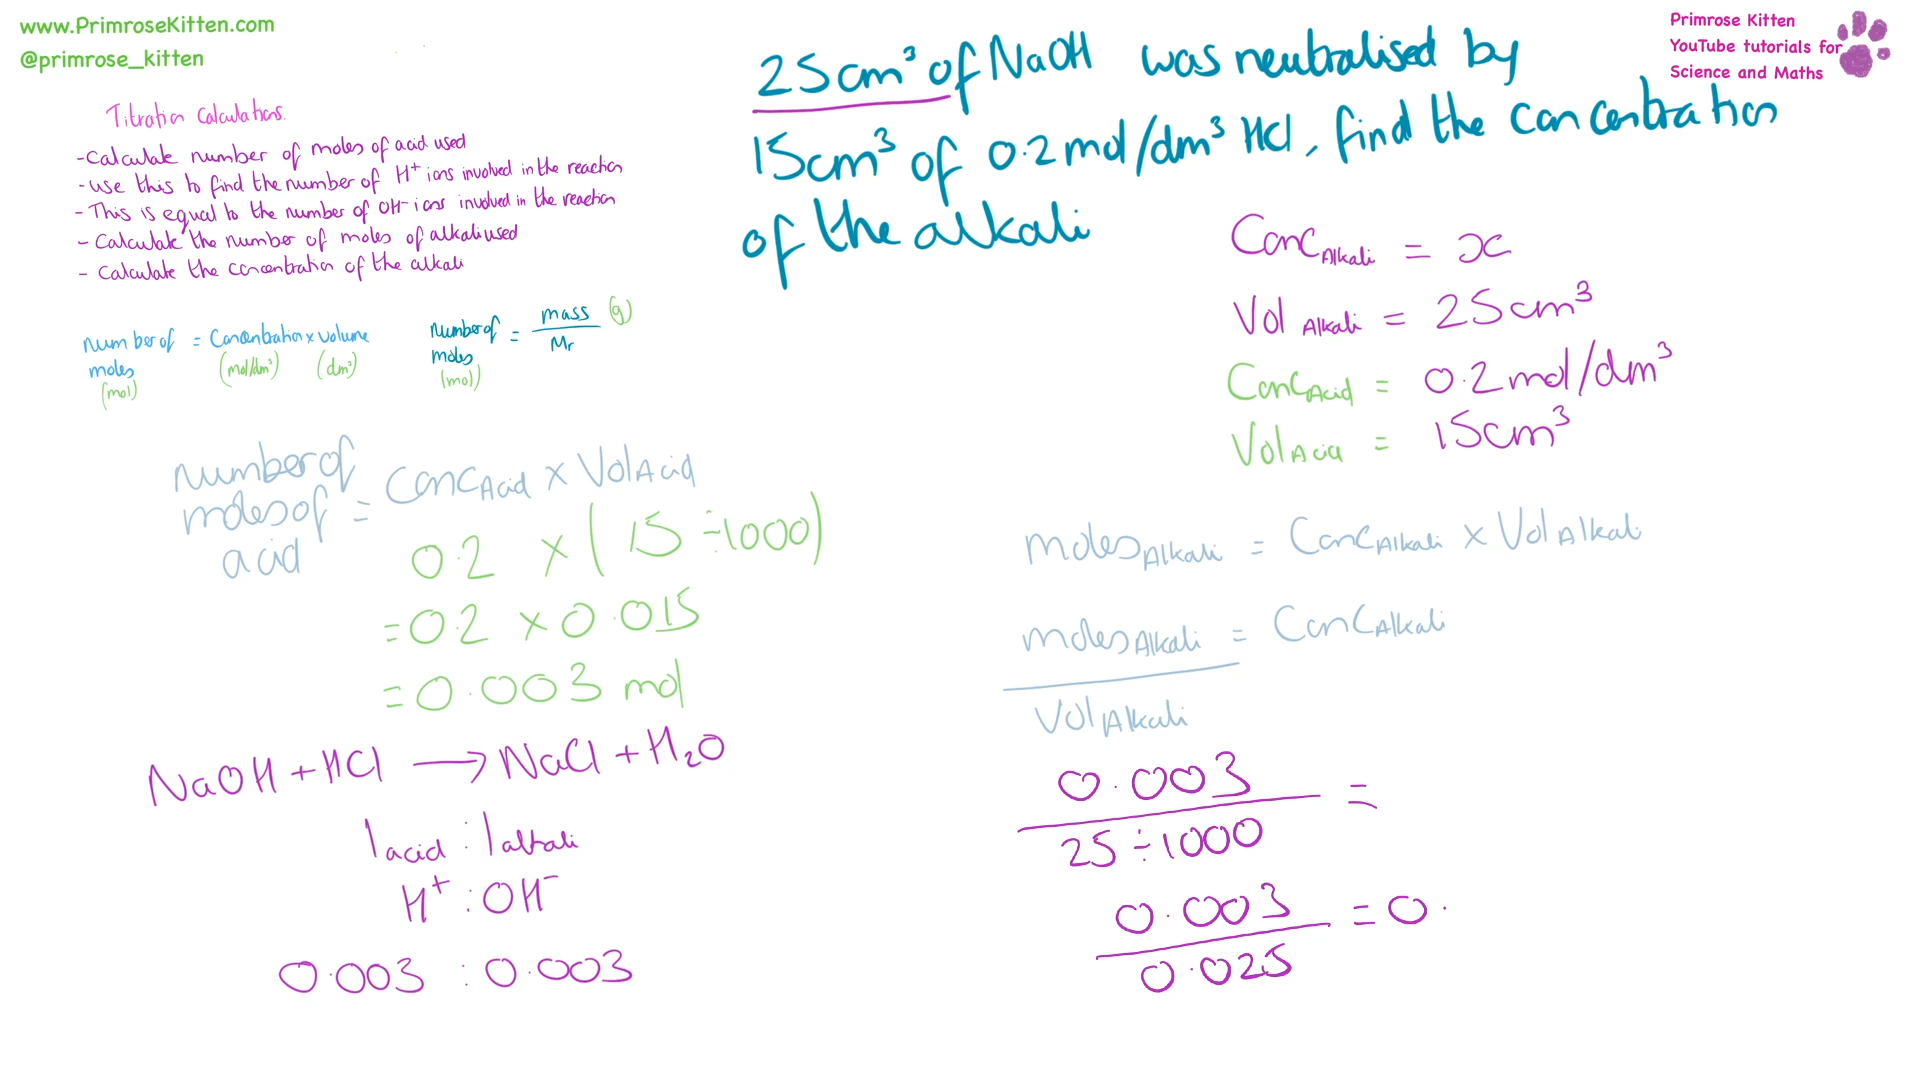 www.PrimroseKitten.com
@primrose_kitten
Primrose Kitten
YouTube tutorials for
Science and Maths
Titration Calculations.
- Calculate number of moles of acid used
- use this to find the number of H⁺ ions involved in the reaction
- This is equal to the number of OH⁻ ions involved in the reaction
- Calculate the number of moles of alkali used
- Calculate the concentration of the alkali
number of = Concentration x volume
moles (mol/dm³) (dm³)
(mol)
Number of = mass (g)
moles Mr
(mol)
25cm³ of NaOH was neutralised by
15cm³ of 0.2mol/dm³ HCl, find the concentration
of the alkali
Conc Alkali = x
Vol Alkali = 25cm³
Conc Acid = 0.2mol/dm³
Vol Acid = 15cm³
number of
moles of = Conc Acid x Vol Acid
acid
0.2 x (15 ÷ 1000)
= 0.2 x 0.015
= 0.003 mol
NaOH + HCl → NaCl + H₂O
1 acid : 1 alkali
H⁺ : OH⁻
0.003 : 0.003
moles Alkali = Conc Alkali x Vol Alkali
moles Alkali = Conc Alkali
Vol Alkali
0.003 =
25 ÷ 1000
0.003 = 0.
0.025